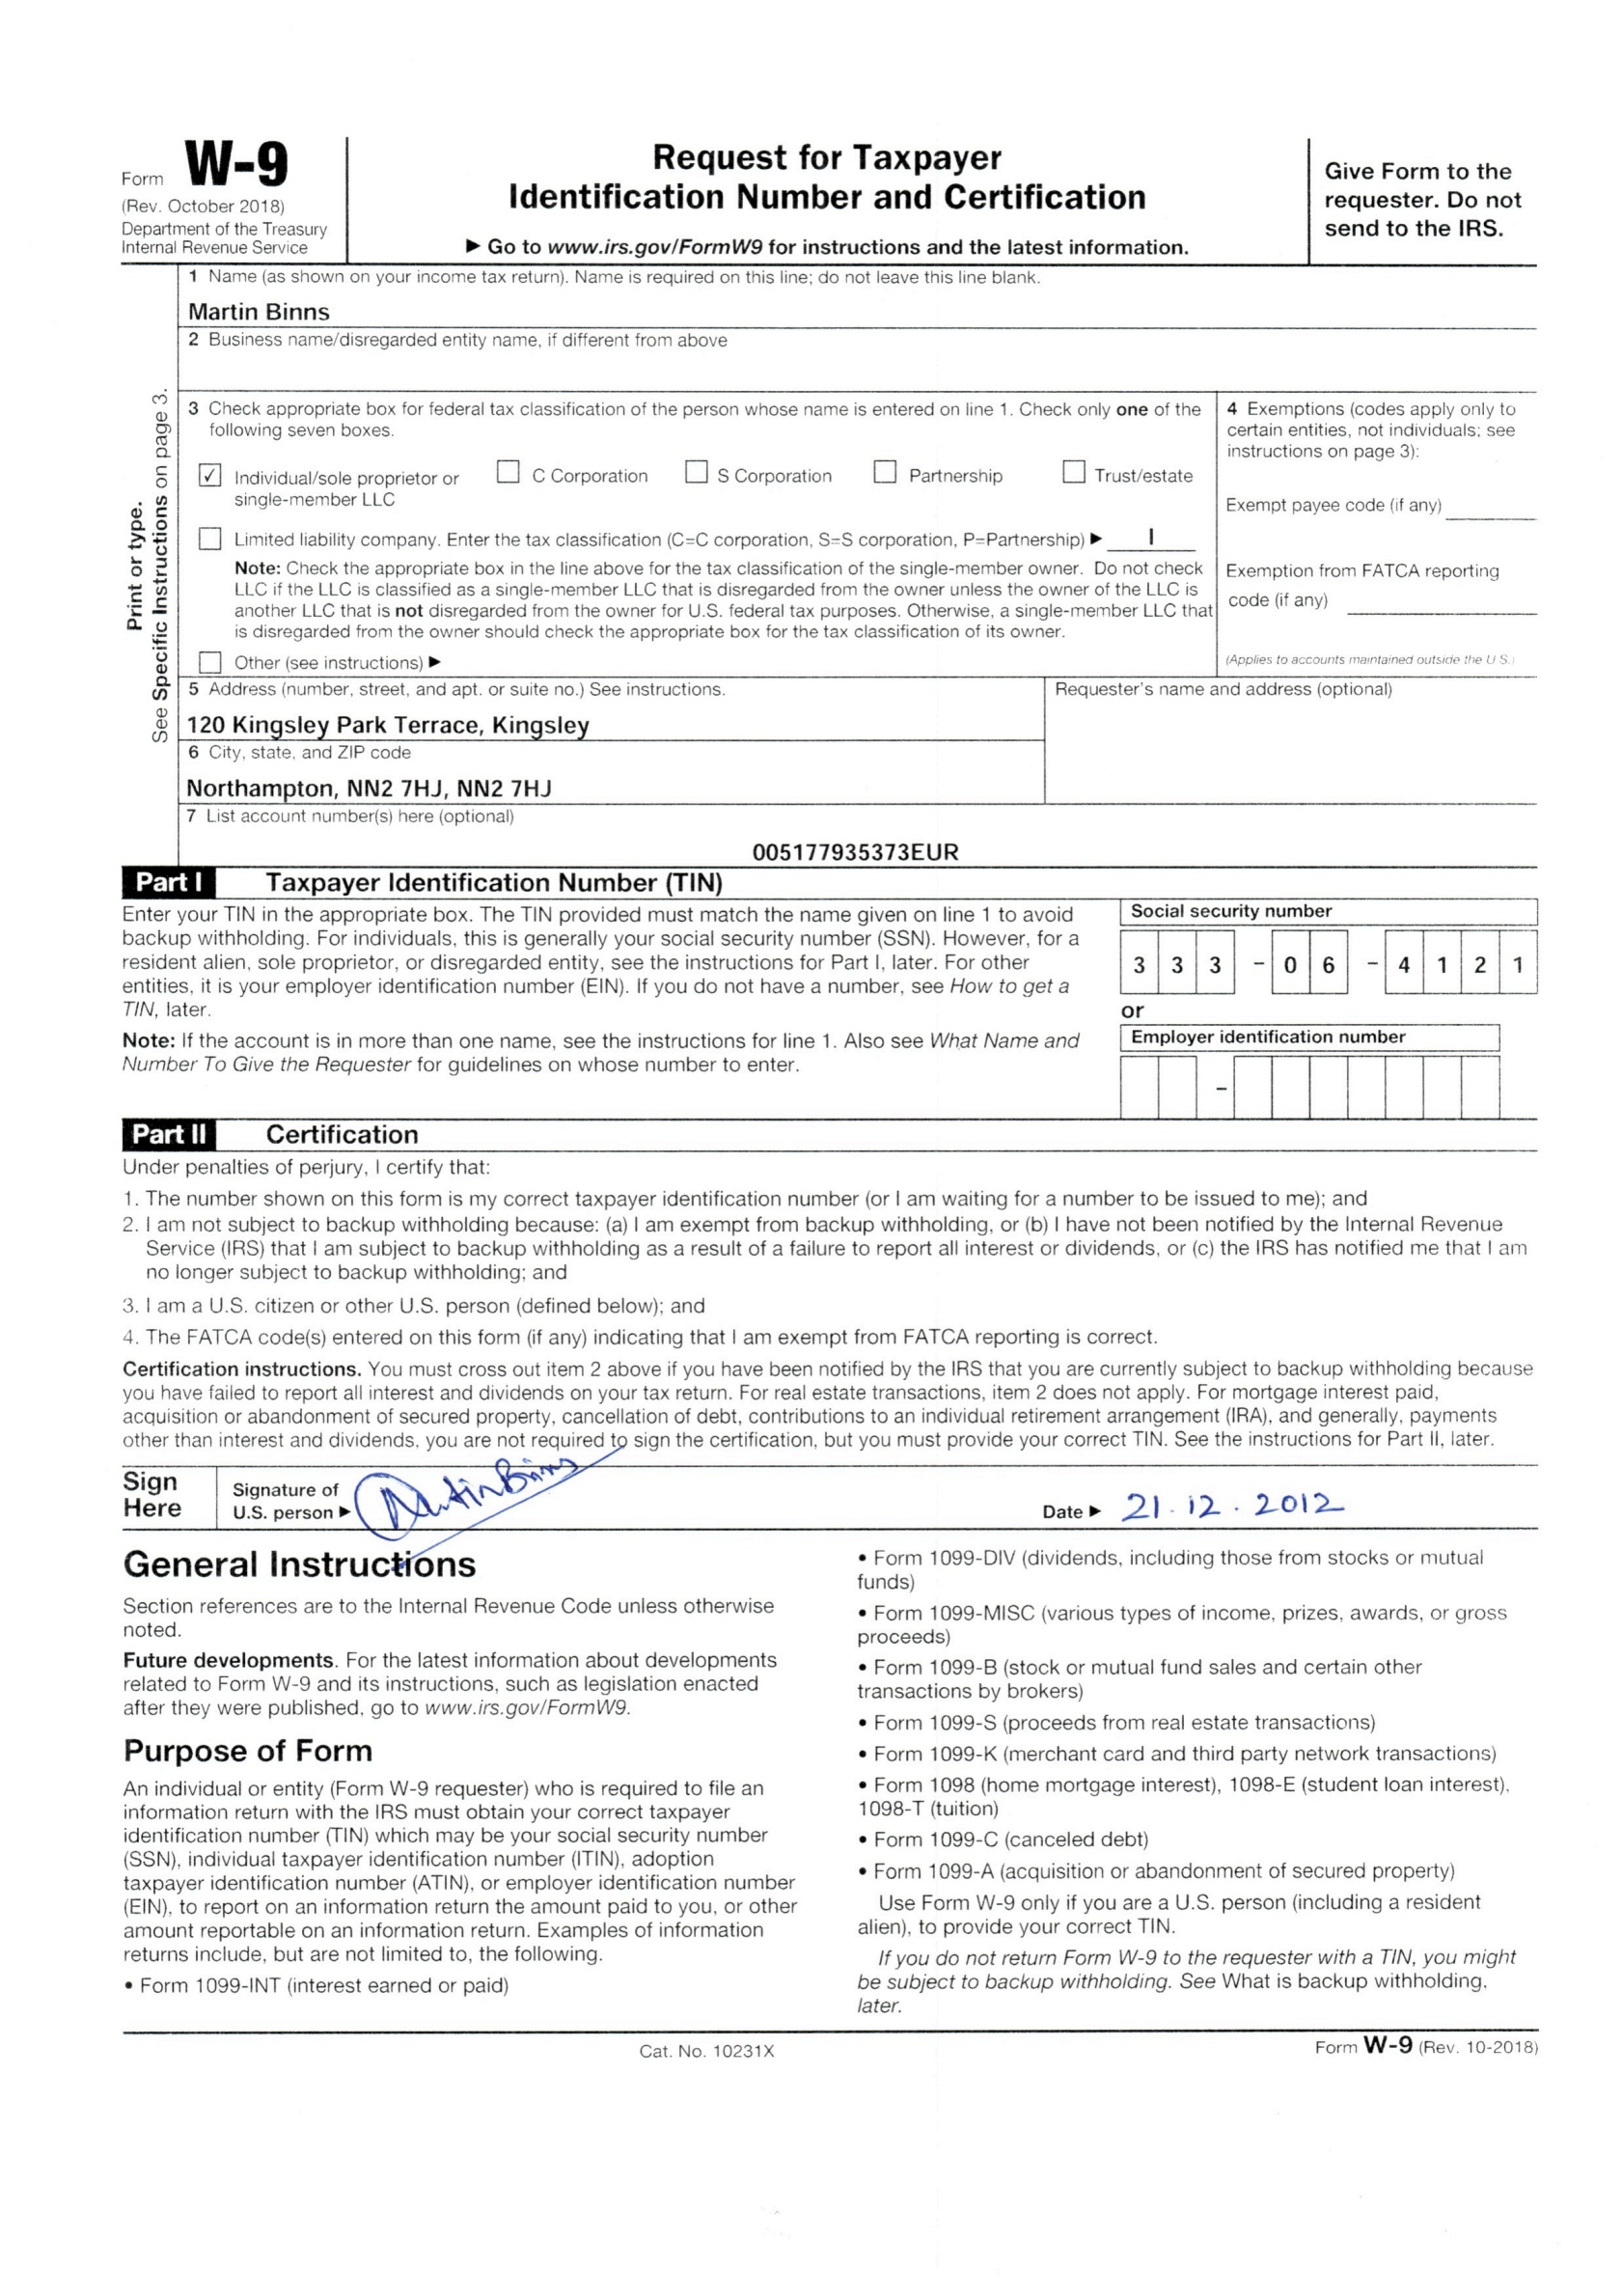 Form W-9
(Rev. October 2018)
Department of the Treasury
Internal Revenue Service
Request for Taxpayer
Identification Number and Certification
▶ Go to www.irs.gov/FormW9 for instructions and the latest information.
Give Form to the
requester. Do not
send to the IRS.
Print or type.
See Specific Instructions on page 3.
1 Name (as shown on your income tax return). Name is required on this line; do not leave this line blank.
Martin Binns
2 Business name/disregarded entity name, if different from above
3 Check appropriate box for federal tax classification of the person whose name is entered on line 1. Check only one of the
following seven boxes.
✓ Individual/sole proprietor or
single-member LLC
C Corporation
S Corporation
Partnership
Trust/estate
Limited liability company. Enter the tax classification (C=C corporation, S=S corporation, P=Partnership) ▶ I
Note: Check the appropriate box in the line above for the tax classification of the single-member owner. Do not check
LLC if the LLC is classified as a single-member LLC that is disregarded from the owner unless the owner of the LLC is
another LLC that is not disregarded from the owner for U.S. federal tax purposes. Otherwise, a single-member LLC that
is disregarded from the owner should check the appropriate box for the tax classification of its owner.
Other (see instructions) ▶
4 Exemptions (codes apply only to
certain entities, not individuals; see
instructions on page 3):
Exempt payee code (if any)
Exemption from FATCA reporting
code (if any)
(Applies to accounts maintained outside the U.S.)
5 Address (number, street, and apt. or suite no.) See instructions.
120 Kingsley Park Terrace, Kingsley
Requester's name and address (optional)
6 City, state, and ZIP code
Northampton, NN2 7HJ, NN2 7HJ
7 List account number(s) here (optional)
005177935373EUR
Part I Taxpayer Identification Number (TIN)
Enter your TIN in the appropriate box. The TIN provided must match the name given on line 1 to avoid
backup withholding. For individuals, this is generally your social security number (SSN). However, for a
resident alien, sole proprietor, or disregarded entity, see the instructions for Part I, later. For other
entities, it is your employer identification number (EIN). If you do not have a number, see How to get a
TIN, later.
Note: If the account is in more than one name, see the instructions for line 1. Also see What Name and
Number To Give the Requester for guidelines on whose number to enter.
Social security number
3 3 3 - 0 6 - 4 1 2 1
or
Employer identification number
-
Part II Certification
Under penalties of perjury, I certify that:
1. The number shown on this form is my correct taxpayer identification number (or I am waiting for a number to be issued to me); and
2. I am not subject to backup withholding because: (a) I am exempt from backup withholding, or (b) I have not been notified by the Internal Revenue
Service (IRS) that I am subject to backup withholding as a result of a failure to report all interest or dividends, or (c) the IRS has notified me that I am
no longer subject to backup withholding; and
3. I am a U.S. citizen or other U.S. person (defined below); and
4. The FATCA code(s) entered on this form (if any) indicating that I am exempt from FATCA reporting is correct.
Certification instructions. You must cross out item 2 above if you have been notified by the IRS that you are currently subject to backup withholding because
you have failed to report all interest and dividends on your tax return. For real estate transactions, item 2 does not apply. For mortgage interest paid,
acquisition or abandonment of secured property, cancellation of debt, contributions to an individual retirement arrangement (IRA), and generally, payments
other than interest and dividends, you are not required to sign the certification, but you must provide your correct TIN. See the instructions for Part II, later.
Sign
Here
Signature of
U.S. person ▶
Martin Binns
Date ▶ 21.12.2012
General Instructions
Section references are to the Internal Revenue Code unless otherwise
noted.
Future developments. For the latest information about developments
related to Form W-9 and its instructions, such as legislation enacted
after they were published, go to www.irs.gov/FormW9.
Purpose of Form
An individual or entity (Form W-9 requester) who is required to file an
information return with the IRS must obtain your correct taxpayer
identification number (TIN) which may be your social security number
(SSN), individual taxpayer identification number (ITIN), adoption
taxpayer identification number (ATIN), or employer identification number
(EIN), to report on an information return the amount paid to you, or other
amount reportable on an information return. Examples of information
returns include, but are not limited to, the following.
• Form 1099-INT (interest earned or paid)
• Form 1099-DIV (dividends, including those from stocks or mutual
funds)
• Form 1099-MISC (various types of income, prizes, awards, or gross
proceeds)
• Form 1099-B (stock or mutual fund sales and certain other
transactions by brokers)
• Form 1099-S (proceeds from real estate transactions)
• Form 1099-K (merchant card and third party network transactions)
• Form 1098 (home mortgage interest), 1098-E (student loan interest),
1098-T (tuition)
• Form 1099-C (canceled debt)
• Form 1099-A (acquisition or abandonment of secured property)
Use Form W-9 only if you are a U.S. person (including a resident
alien), to provide your correct TIN.
If you do not return Form W-9 to the requester with a TIN, you might
be subject to backup withholding. See What is backup withholding,
later.
Cat. No. 10231X
Form W-9 (Rev. 10-2018)